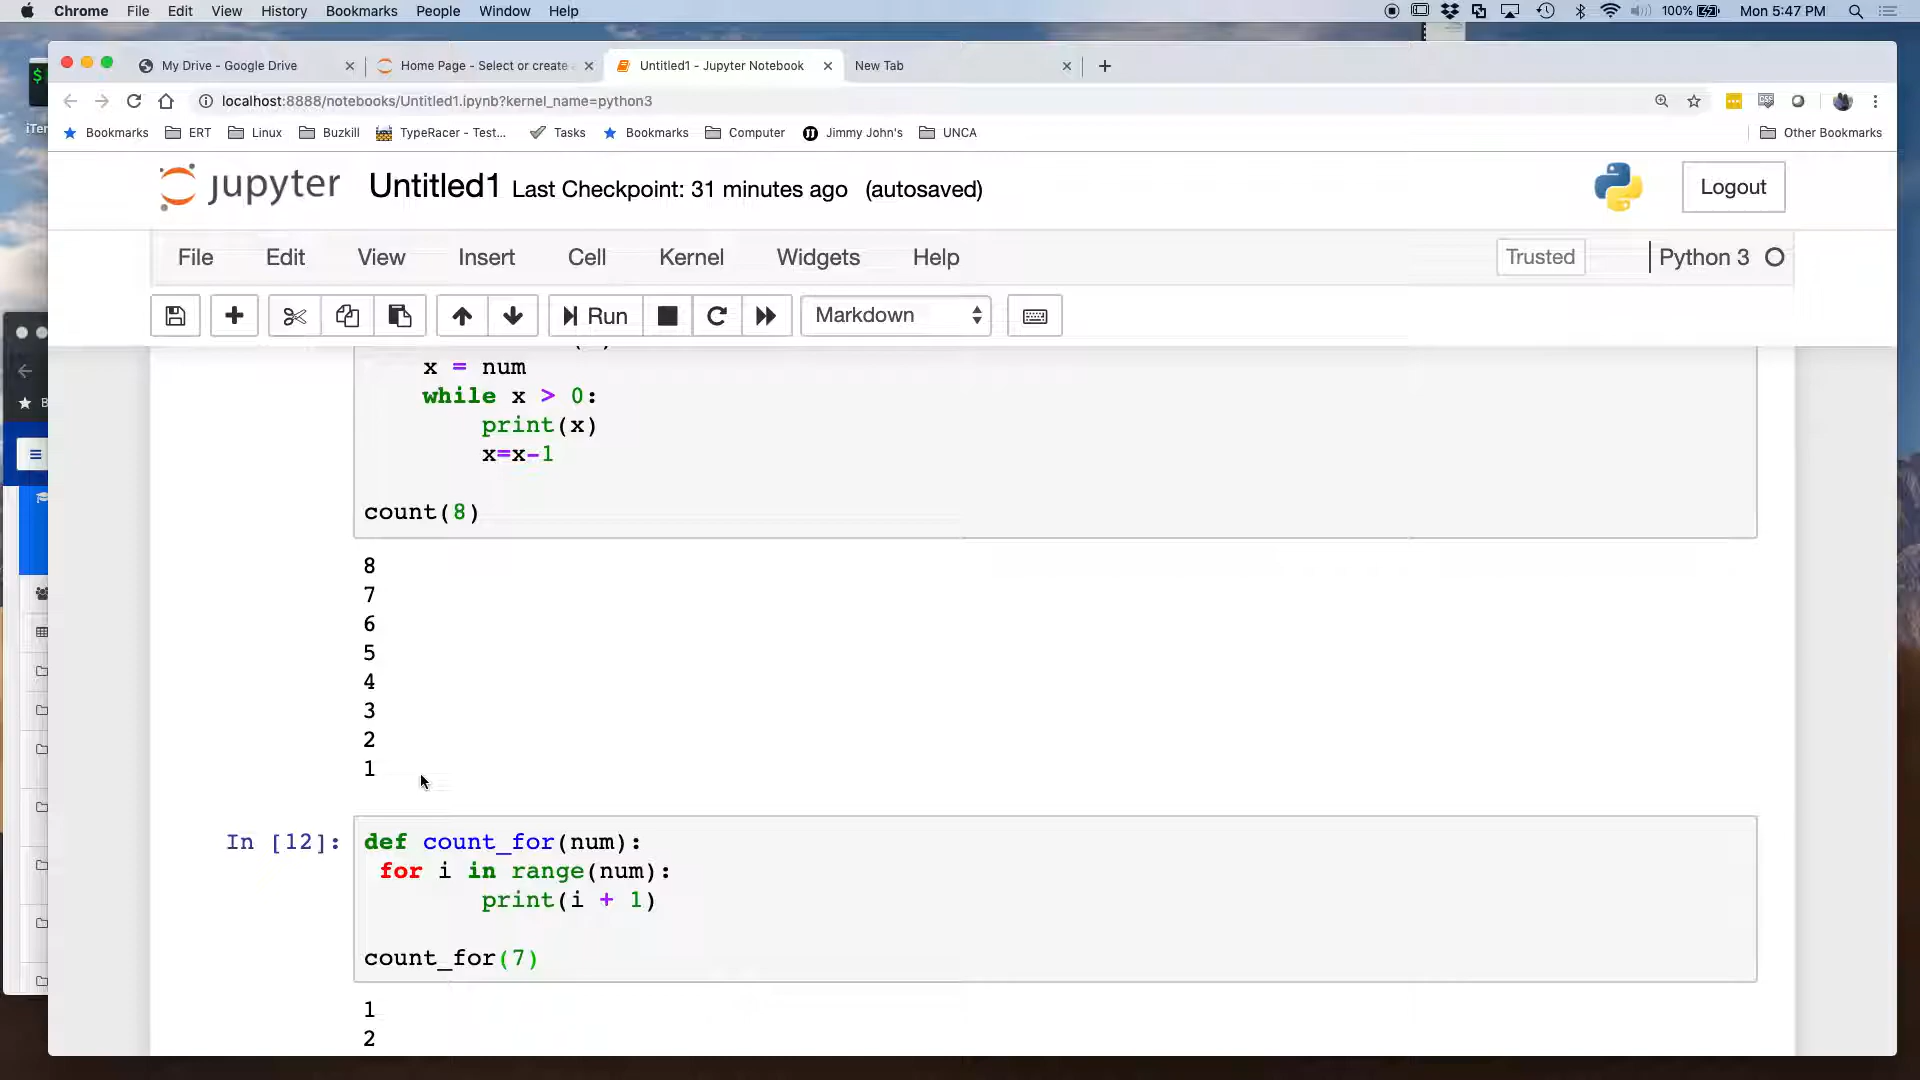 Chrome File Edit View History Bookmarks People Window Help 100% Mon 5:47 PM
My Drive - Google Drive Home Page - Select or create Untitled1 - Jupyter Notebook New Tab
localhost:8888/notebooks/Untitled1.ipynb?kernel_name=python3
Bookmarks ERT Linux Buzkill TypeRacer - Test... Tasks Bookmarks Computer Jimmy John's UNCA Other Bookmarks
jupyter Untitled1 Last Checkpoint: 31 minutes ago (autosaved) Logout
File Edit View Insert Cell Kernel Widgets Help Trusted Python 3
Run Markdown
x = num
while x > 0:
print(x)
x=x-1
count(8)
8
7
6
5
4
3
2
1
In [12]: def count_for(num):
for i in range(num):
print(i + 1)
count_for(7)
1
2